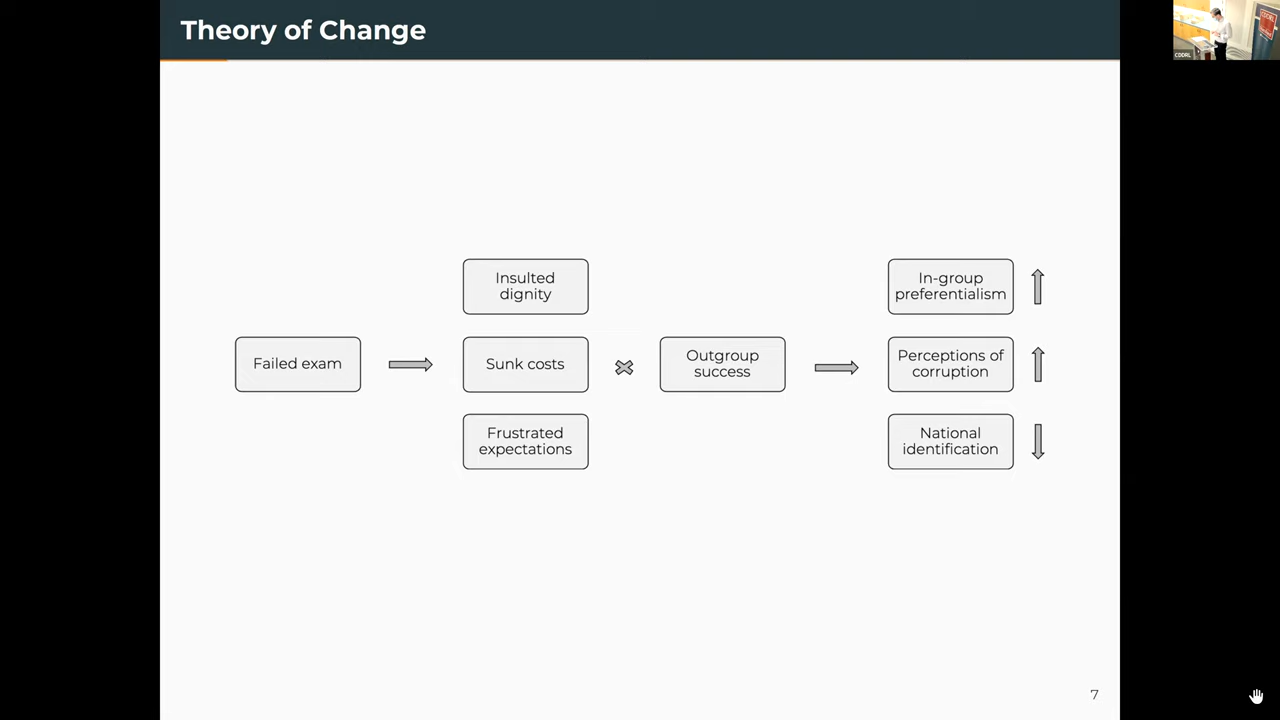 Theory of Change
CDDRL
Insulted
dignity
In-group
preferentialism
Failed exam
Sunk costs
Outgroup
success
Perceptions of
corruption
Frustrated
expectations
National
identification
7